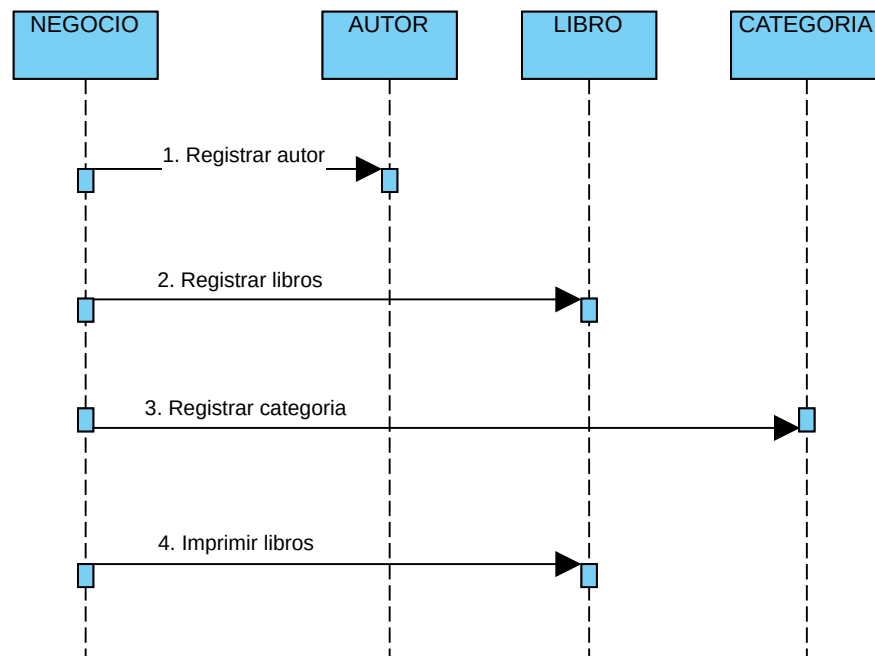 NEGOCIO
AUTOR
LIBRO
CATEGORIA
1. Registrar autor
2. Registrar libros
3. Registrar categoria
4. Imprimir libros